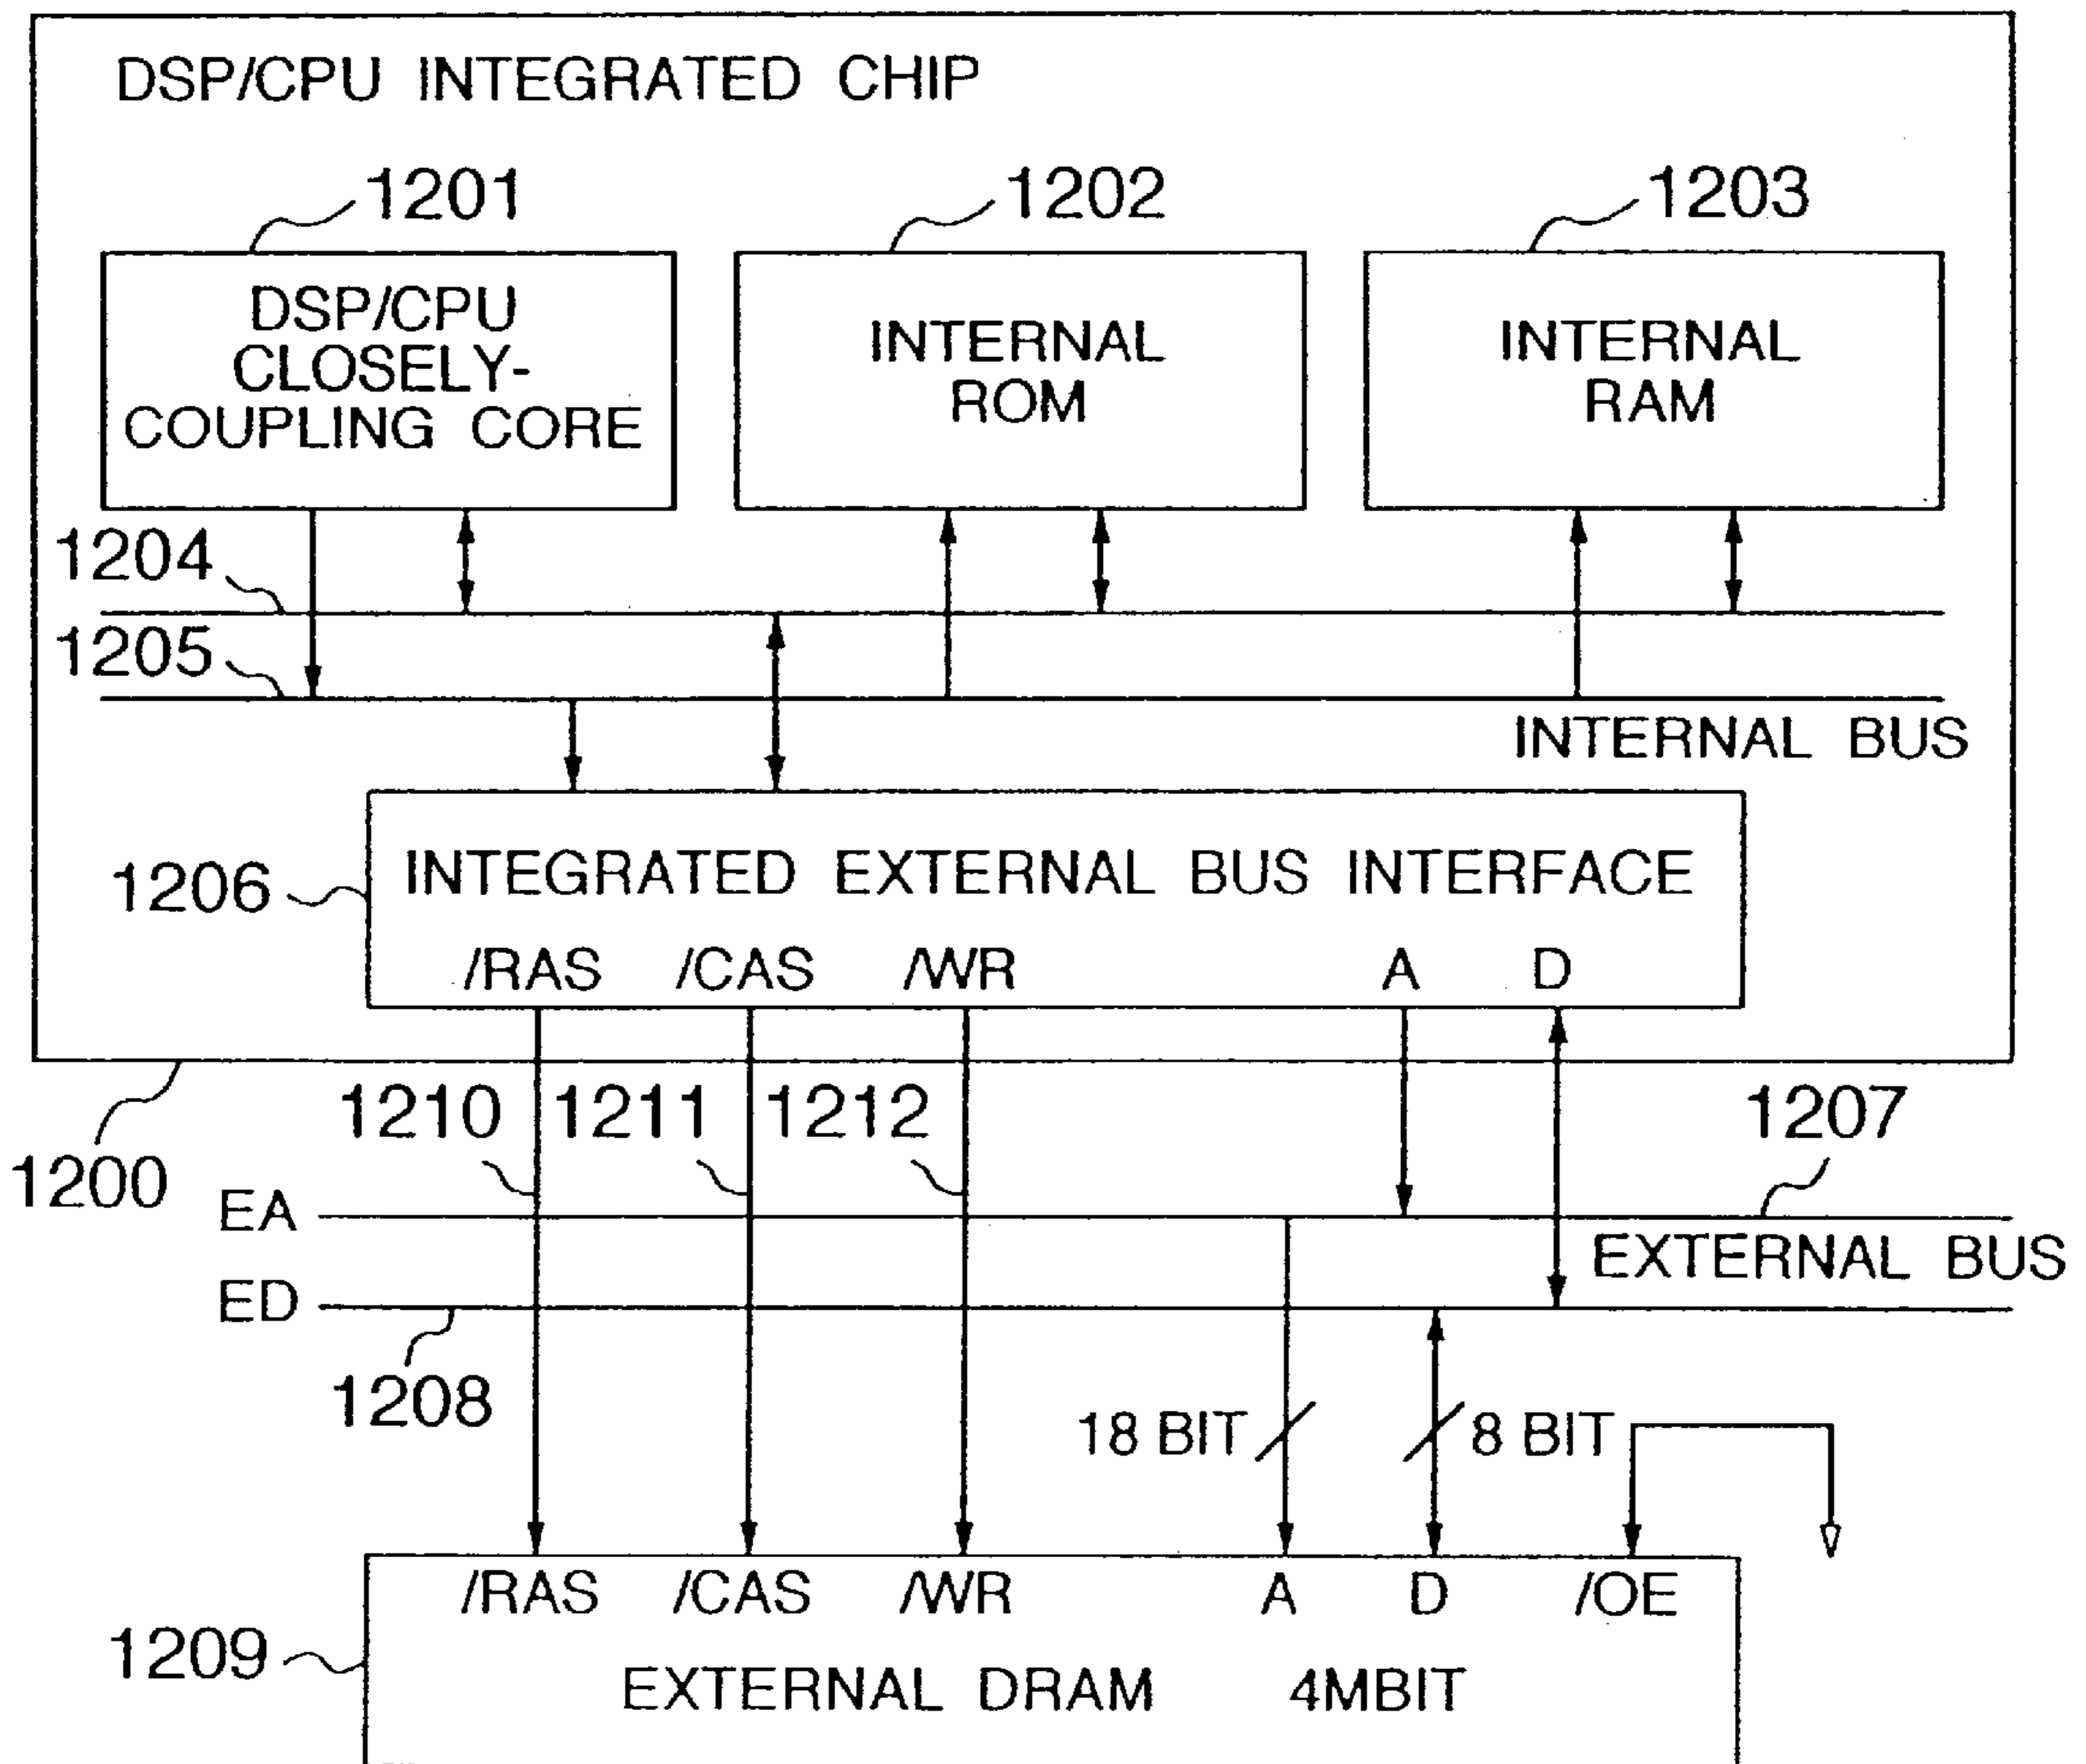 DSP/CPU INTEGRATED CHIP
1201
1202
1203
DSP/CPU
CLOSELY-
COUPLING CORE
INTERNAL
ROM
INTERNAL
RAM
1204
1205
INTERNAL BUS
1206
INTEGRATED EXTERNAL BUS INTERFACE
/RAS /CAS /WR A D
1210 1211 1212 1207
1200
EA
EXTERNAL BUS
ED
1208
18 BIT 8 BIT
/RAS /CAS /WR A D /OE
1209
EXTERNAL DRAM 4MBIT